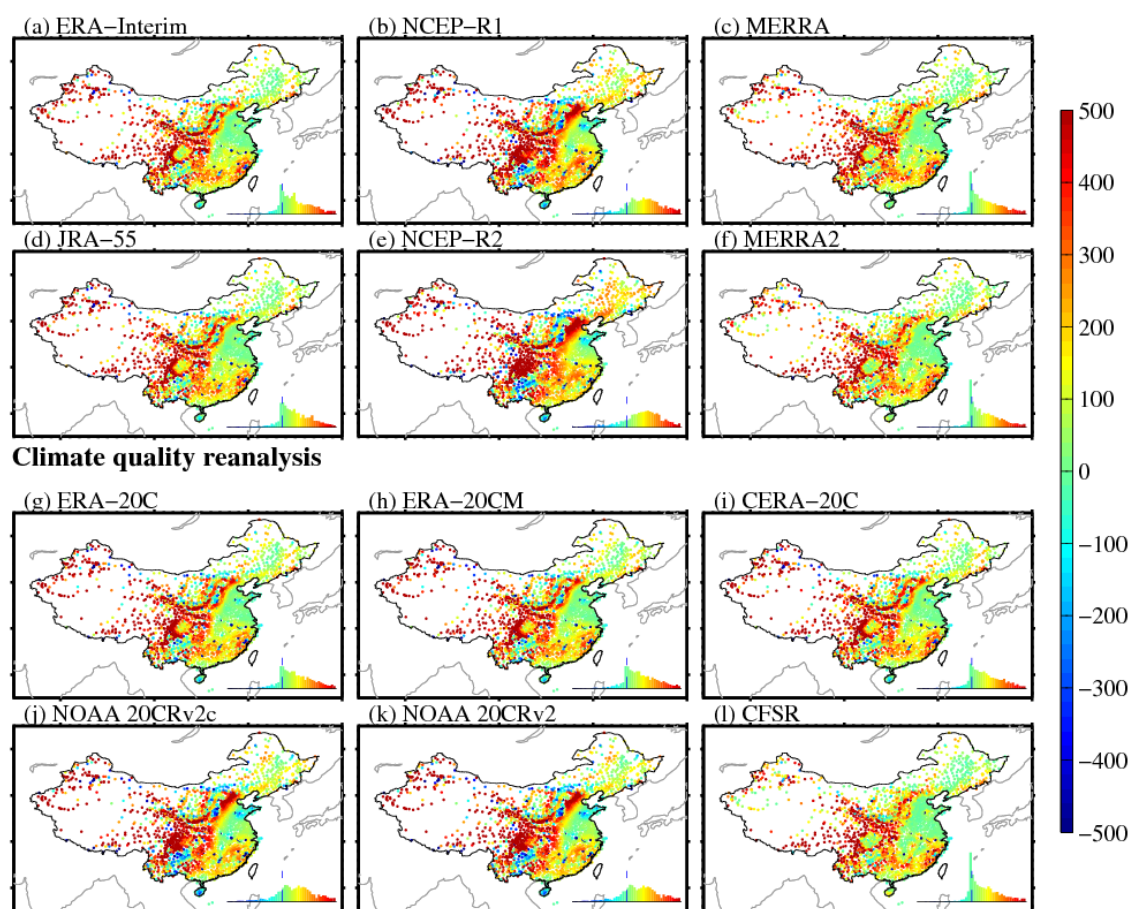 (a) ERA−Interim (b) NCEP−R1 (c) MERRA
(d) JRA−55 (e) NCEP−R2 (f) MERRA2
Climate quality reanalysis
(g) ERA−20C (h) ERA−20CM (i) CERA−20C
(j) NOAA 20CRv2c (k) NOAA 20CRv2 (l) CFSR
500
400
300
200
100
0
−100
−200
−300
−400
−500